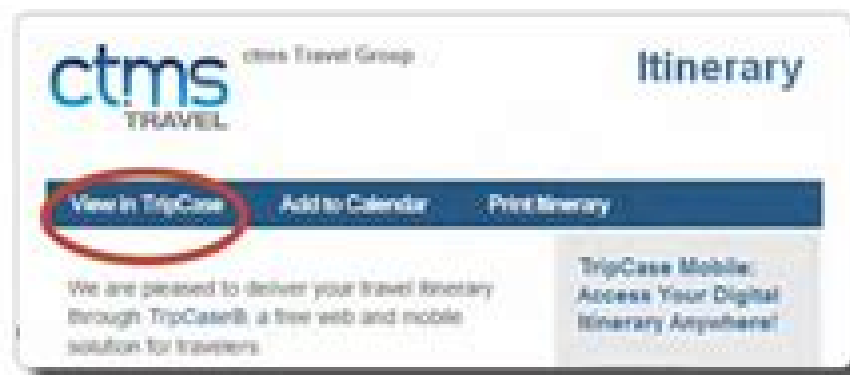 ctms
TRAVEL
ctms Travel Group
Itinerary
View in TripCase
Add to Calendar
Print Itinerary
We are pleased to deliver your travel itinerary
through TripCase®, a free web and mobile
solution for travelers
TripCase Mobile:
Access Your Digital
Itinerary Anywhere!